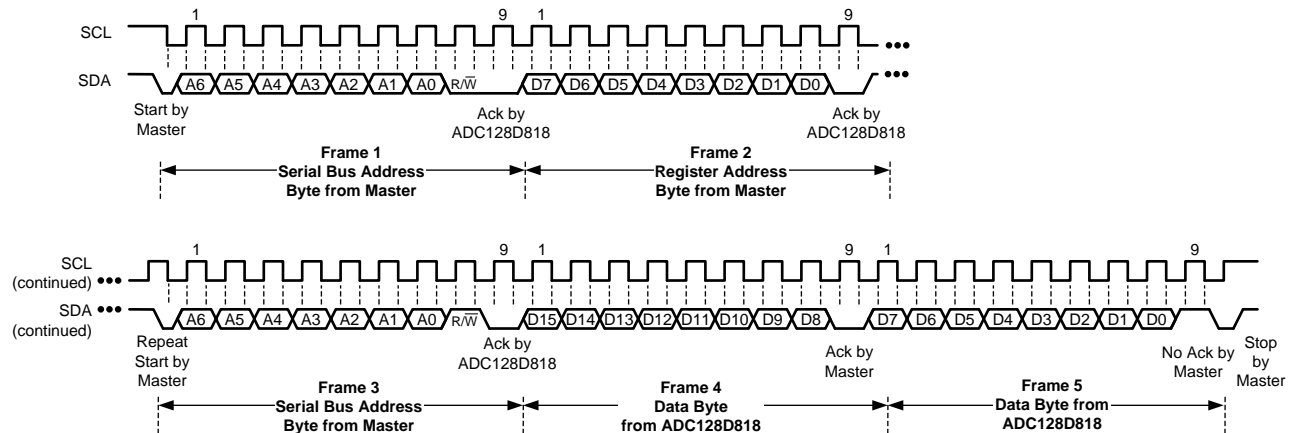 1 9 1 9
SCL •••
SDA A6 A5 A4 A3 A2 A1 A0 R/W̅ D7 D6 D5 D4 D3 D2 D1 D0 •••
Start by
Master
Ack by
ADC128D818
Ack by
ADC128D818
Frame 1
Serial Bus Address
Byte from Master
Frame 2
Register Address
Byte from Master
1 9 1 9 1 9
SCL
(continued) •••
SDA
(continued) ••• A6 A5 A4 A3 A2 A1 A0 R/W̅ D15 D14 D13 D12 D11 D10 D9 D8 D7 D6 D5 D4 D3 D2 D1 D0
Repeat
Start by
Master
Ack by
ADC128D818
Ack by
Master
No Ack by
Master
Stop
by
Master
Frame 3
Serial Bus Address
Byte from Master
Frame 4
Data Byte
from ADC128D818
Frame 5
Data Byte from
ADC128D818